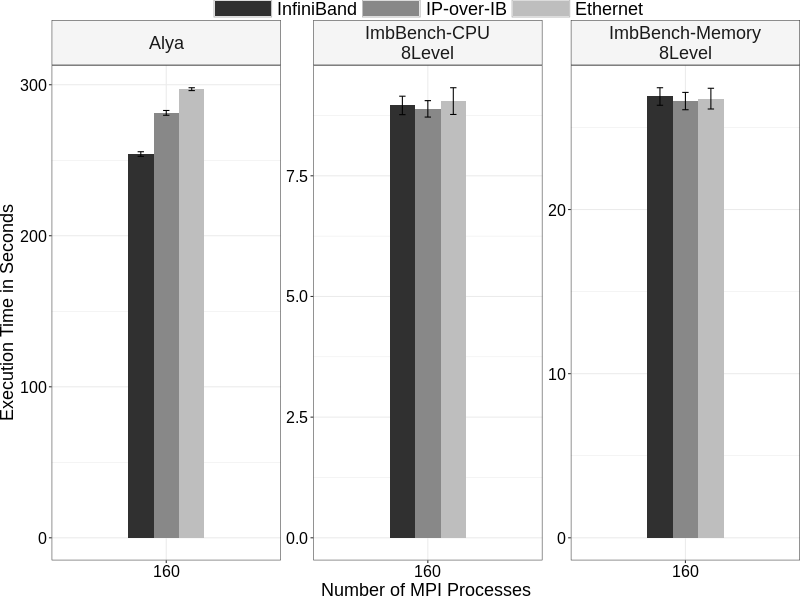 InfiniBand IP-over-IB Ethernet
Alya
ImbBench-CPU
8Level
ImbBench-Memory
8Level
Execution Time in Seconds
300
200
100
0
160
7.5
5.0
2.5
0.0
160
20
10
0
160
Number of MPI Processes